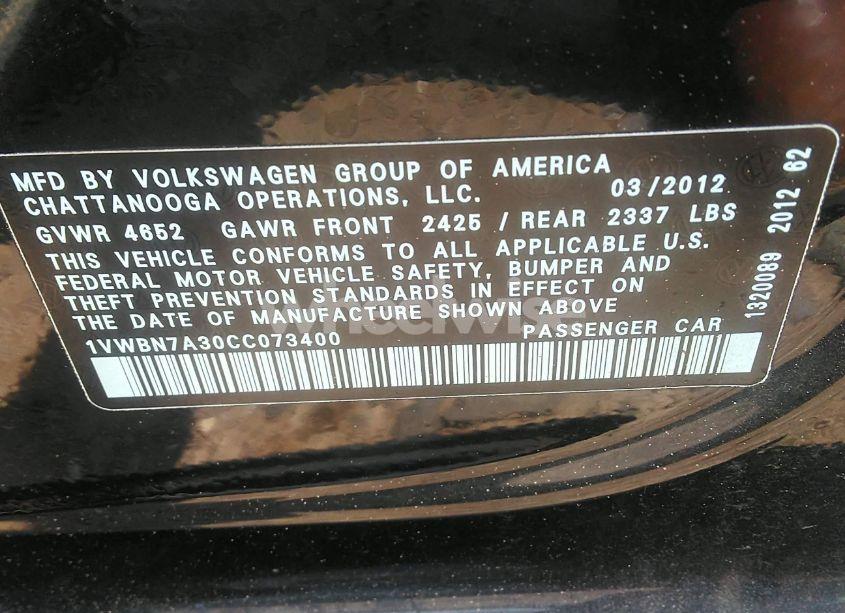 MFD BY VOLKSWAGEN GROUP OF AMERICA
CHATTANOOGA OPERATIONS, LLC. 03/2012
GVWR 4652 GAWR FRONT 2425 / REAR 2337 LBS
THIS VEHICLE CONFORMS TO ALL APPLICABLE U.S.
FEDERAL MOTOR VEHICLE SAFETY, BUMPER AND
THEFT PREVENTION STANDARDS IN EFFECT ON
THE DATE OF MANUFACTURE SHOWN ABOVE
1VWBN7A30CC073400 PASSENGER CAR
1320089 2012 62
wheelwise